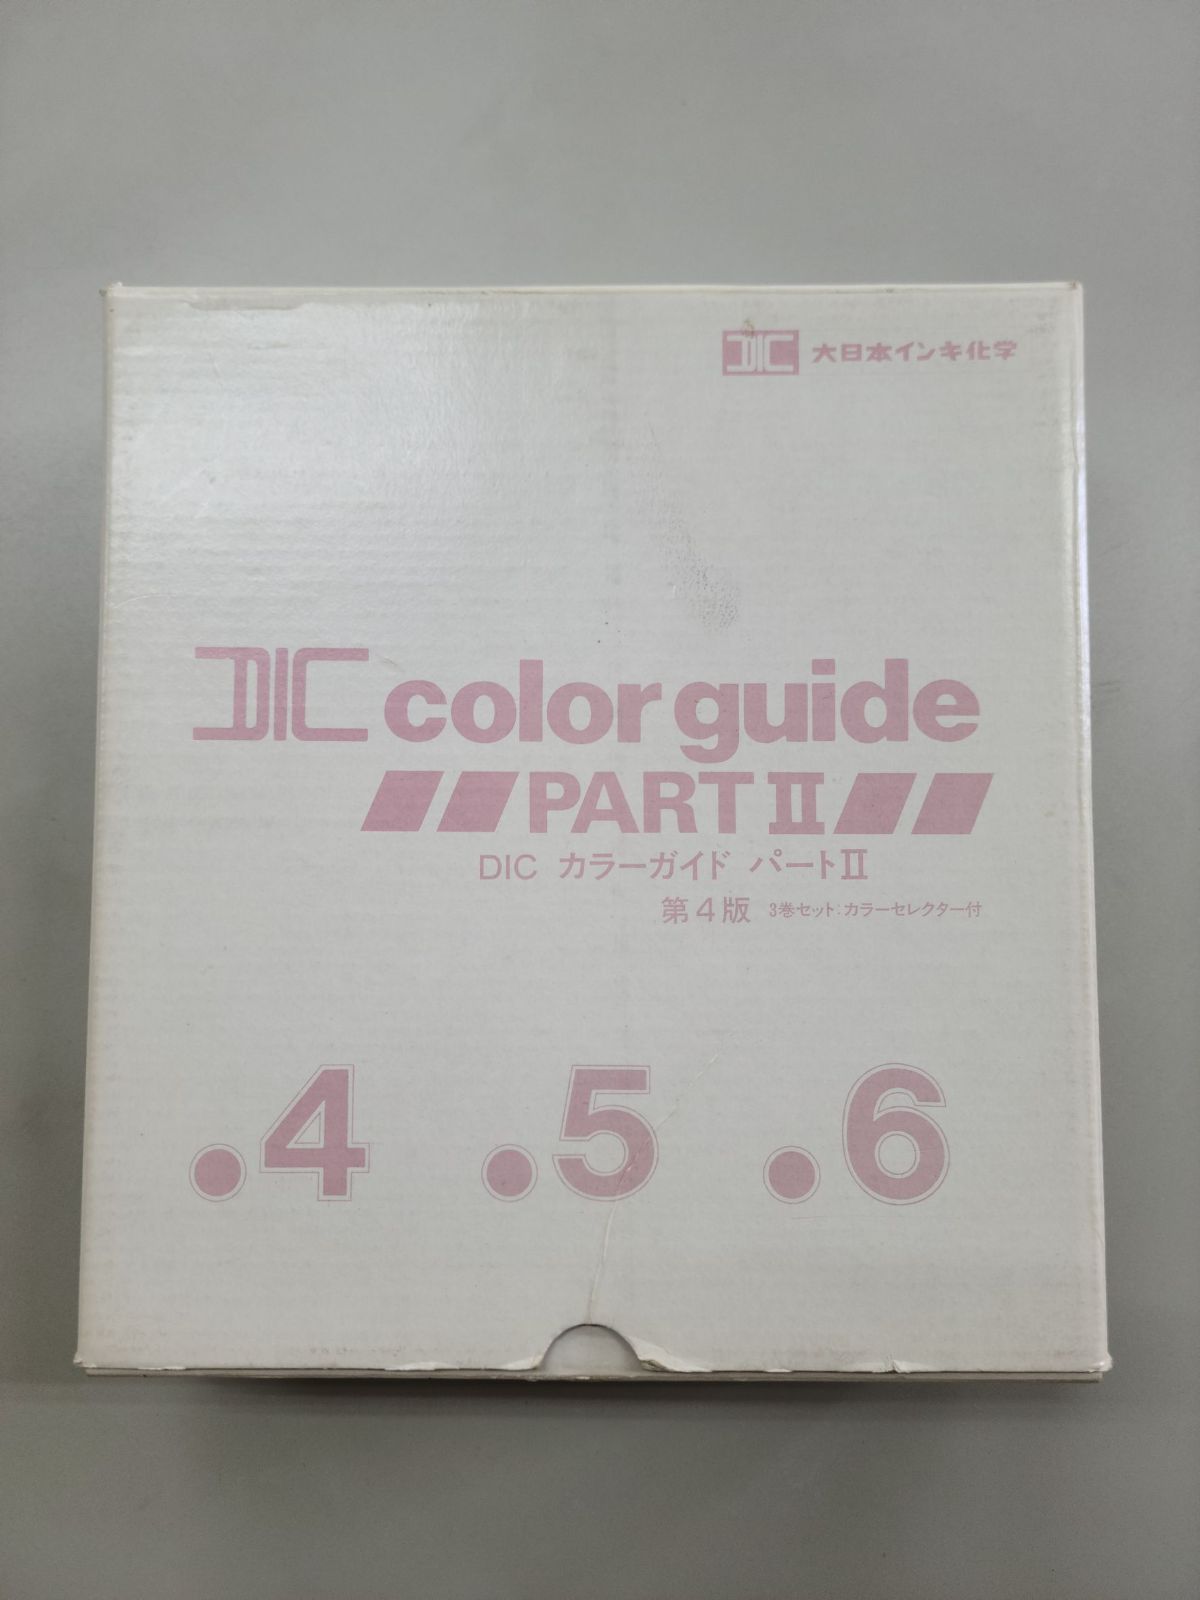 DIC 大日本インキ化学
DIC color guide
PART II
DIC カラーガイド パートII
第4版 3巻セット:カラーセレクター付
.4 .5 .6